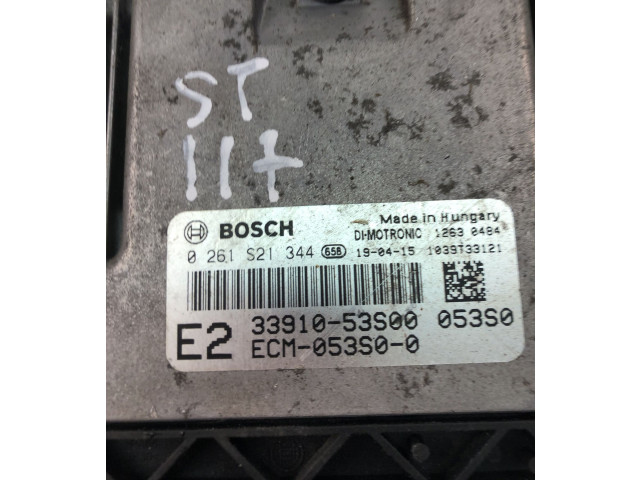 ST
117
BOSCH
Made in Hungary
DI-MOTRONIC 1263 0484
0 261 S21 344 656 19-04-15 1039T33121
E2 33910-53S00 053S0
ECM-053S0-0